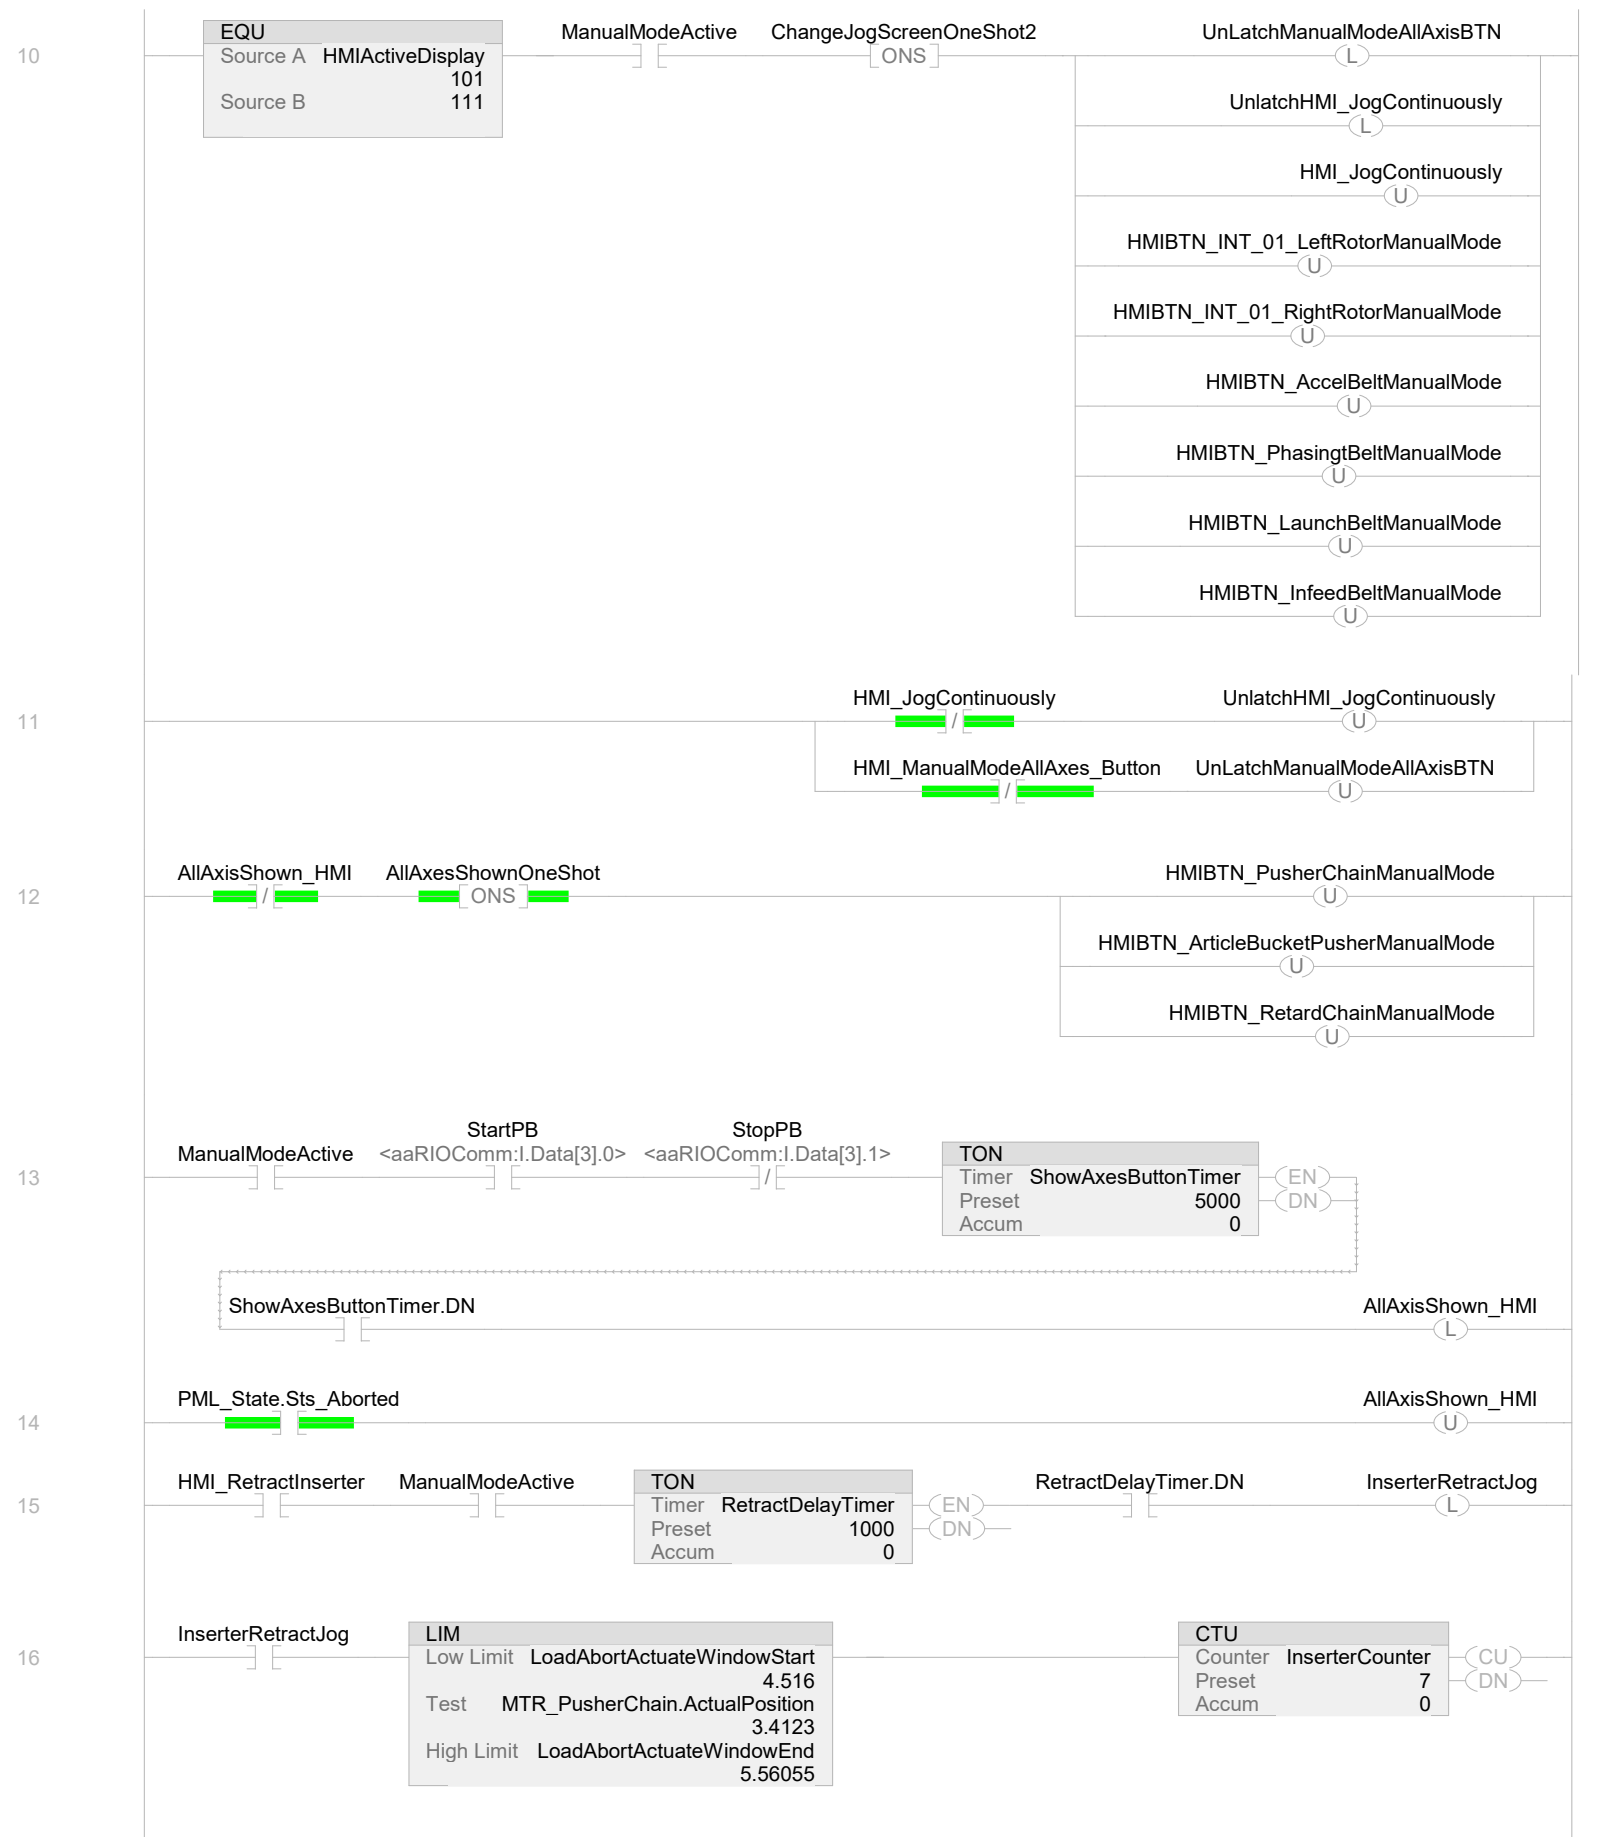 10
EQU
Source A HMIActiveDisplay
101
Source B 111
ManualModeActive
ChangeJogScreenOneShot2
ONS
UnLatchManualModeAllAxisBTN
L
UnlatchHMI_JogContinuously
L
HMI_JogContinuously
U
HMIBTN_INT_01_LeftRotorManualMode
U
HMIBTN_INT_01_RightRotorManualMode
U
HMIBTN_AccelBeltManualMode
U
HMIBTN_PhasingtBeltManualMode
U
HMIBTN_LaunchBeltManualMode
U
HMIBTN_InfeedBeltManualMode
U
11
HMI_JogContinuously
/
UnlatchHMI_JogContinuously
U
HMI_ManualModeAllAxes_Button
/
UnLatchManualModeAllAxisBTN
U
12
AllAxisShown_HMI
/
AllAxesShownOneShot
ONS
HMIBTN_PusherChainManualMode
U
HMIBTN_ArticleBucketPusherManualMode
U
HMIBTN_RetardChainManualMode
U
13
ManualModeActive
StartPB
<aaRIOComm:I.Data[3].0>
StopPB
<aaRIOComm:I.Data[3].1>
/
TON
Timer ShowAxesButtonTimer
Preset 5000
Accum 0
EN
DN
ShowAxesButtonTimer.DN
AllAxisShown_HMI
L
14
PML_State.Sts_Aborted
AllAxisShown_HMI
U
15
HMI_RetractInserter
ManualModeActive
TON
Timer RetractDelayTimer
Preset 1000
Accum 0
EN
DN
RetractDelayTimer.DN
InserterRetractJog
L
16
InserterRetractJog
LIM
Low Limit LoadAbortActuateWindowStart
4.516
Test MTR_PusherChain.ActualPosition
3.4123
High Limit LoadAbortActuateWindowEnd
5.56055
CTU
Counter InserterCounter
Preset 7
Accum 0
CU
DN